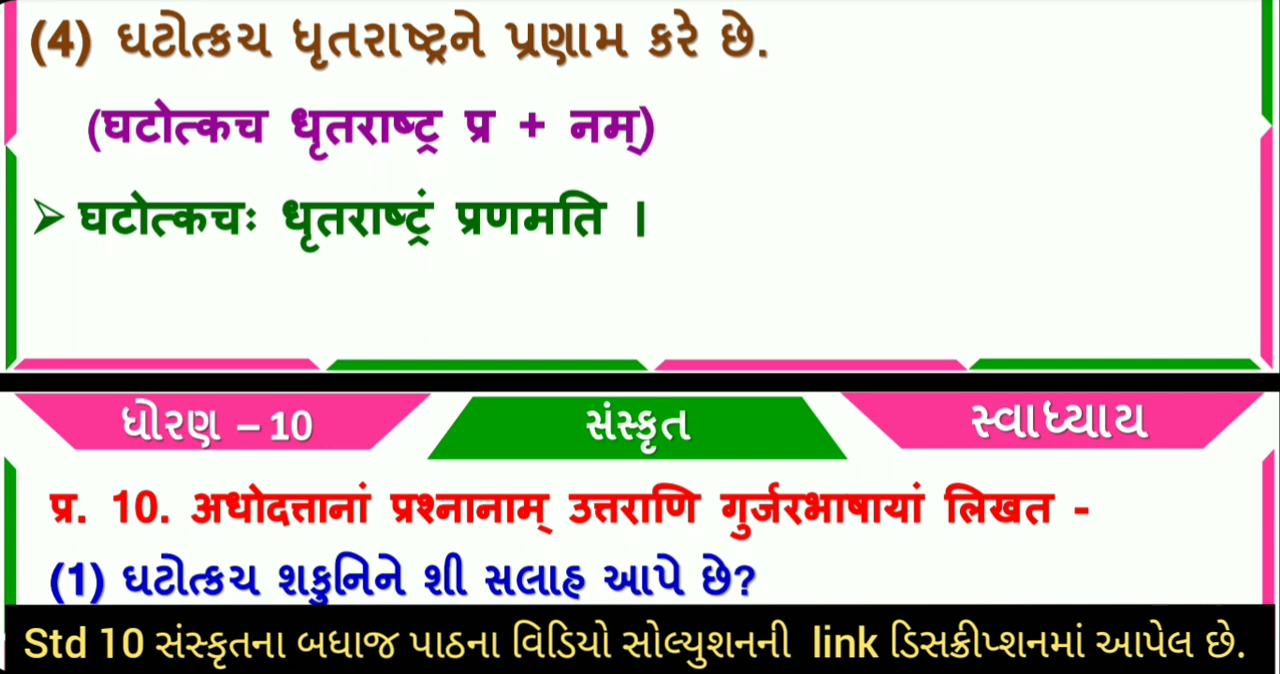 (4) ઘટોત્કચ ધૃતરાષ્ટ્રને પ્રણામ કરે છે.
(घटोत्कच धृतराष्ट्र प्र + नम्)
➢ घटोत्कचः धृतराष्ट्रं प्रणमति ।
ધોરણ – 10 સંસ્કૃત સ્વાધ્યાય
प्र. 10. अधोदत्तानां प्रश्नानाम् उत्तराणि गुर्जरभाषायां लिखत -
(1) ઘટોત્કચ શકુનિને શી સલાહ આપે છે?
Std 10 સંસ્કૃતના બધાજ પાઠના વિડિયો સોલ્યુશનની link ડિસક્રીપ્શનમાં આપેલ છે.